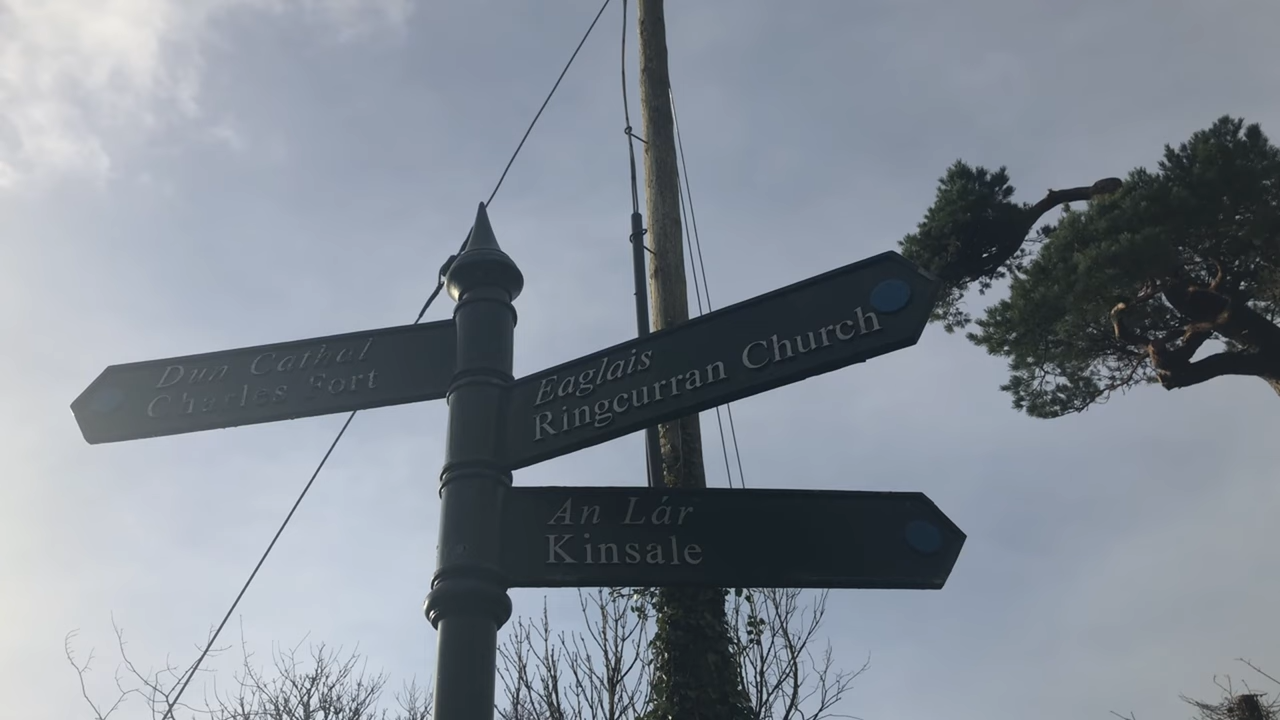 Dun Cathal
Charles Fort
Eaglais
Ringcurran Church
An Lár
Kinsale